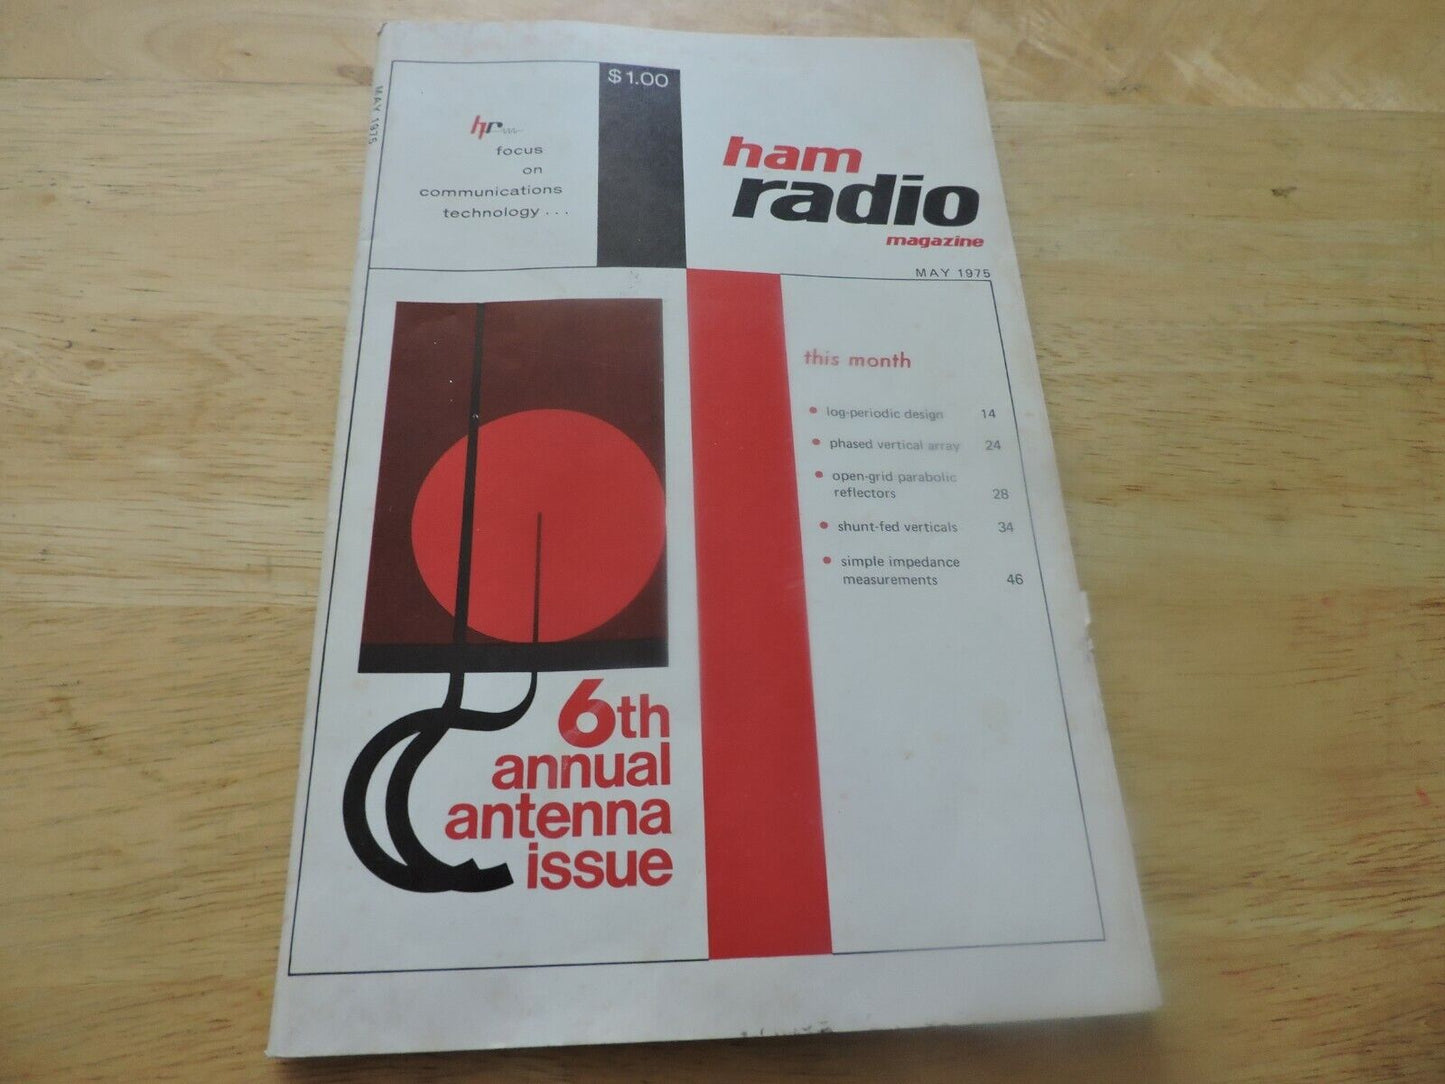 MAY 1975
$1.00
hr
focus
on
communications
technology . . .
ham
radio
magazine
MAY 1975
this month
• log-periodic design 14
• phased vertical array 24
• open-grid parabolic
reflectors 28
• shunt-fed verticals 34
• simple impedance
measurements 46
6th
annual
antenna
issue